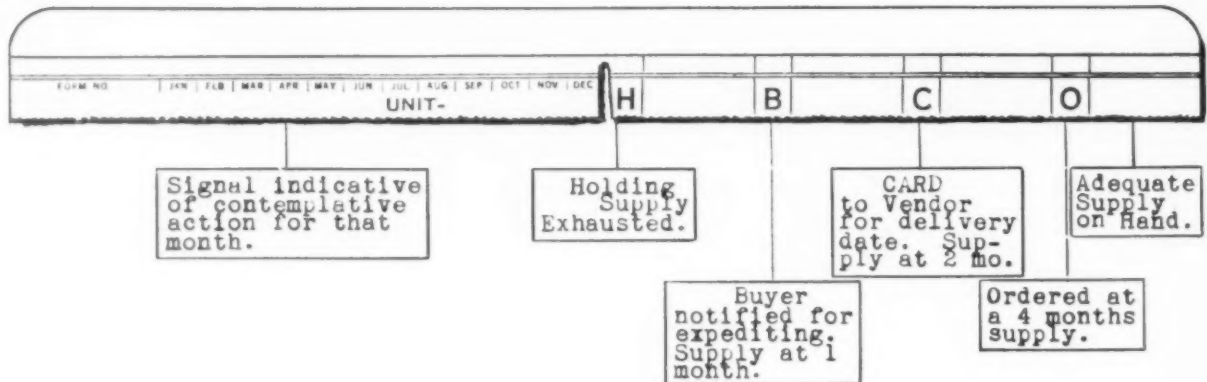 FORM NO. JAN FEB MAR APR MAY JUN JUL AUG SEP OCT NOV DEC
UNIT- H B C O
Signal indicative
of contemplative
action for that
month.
Holding
Supply
Exhausted.
Buyer
notified for
expediting.
Supply at 1
month.
CARD
to Vendor
for delivery
date. Sup-
ply at 2 mo.
Ordered at
a 4 months
supply.
Adequate
Supply
on Hand.